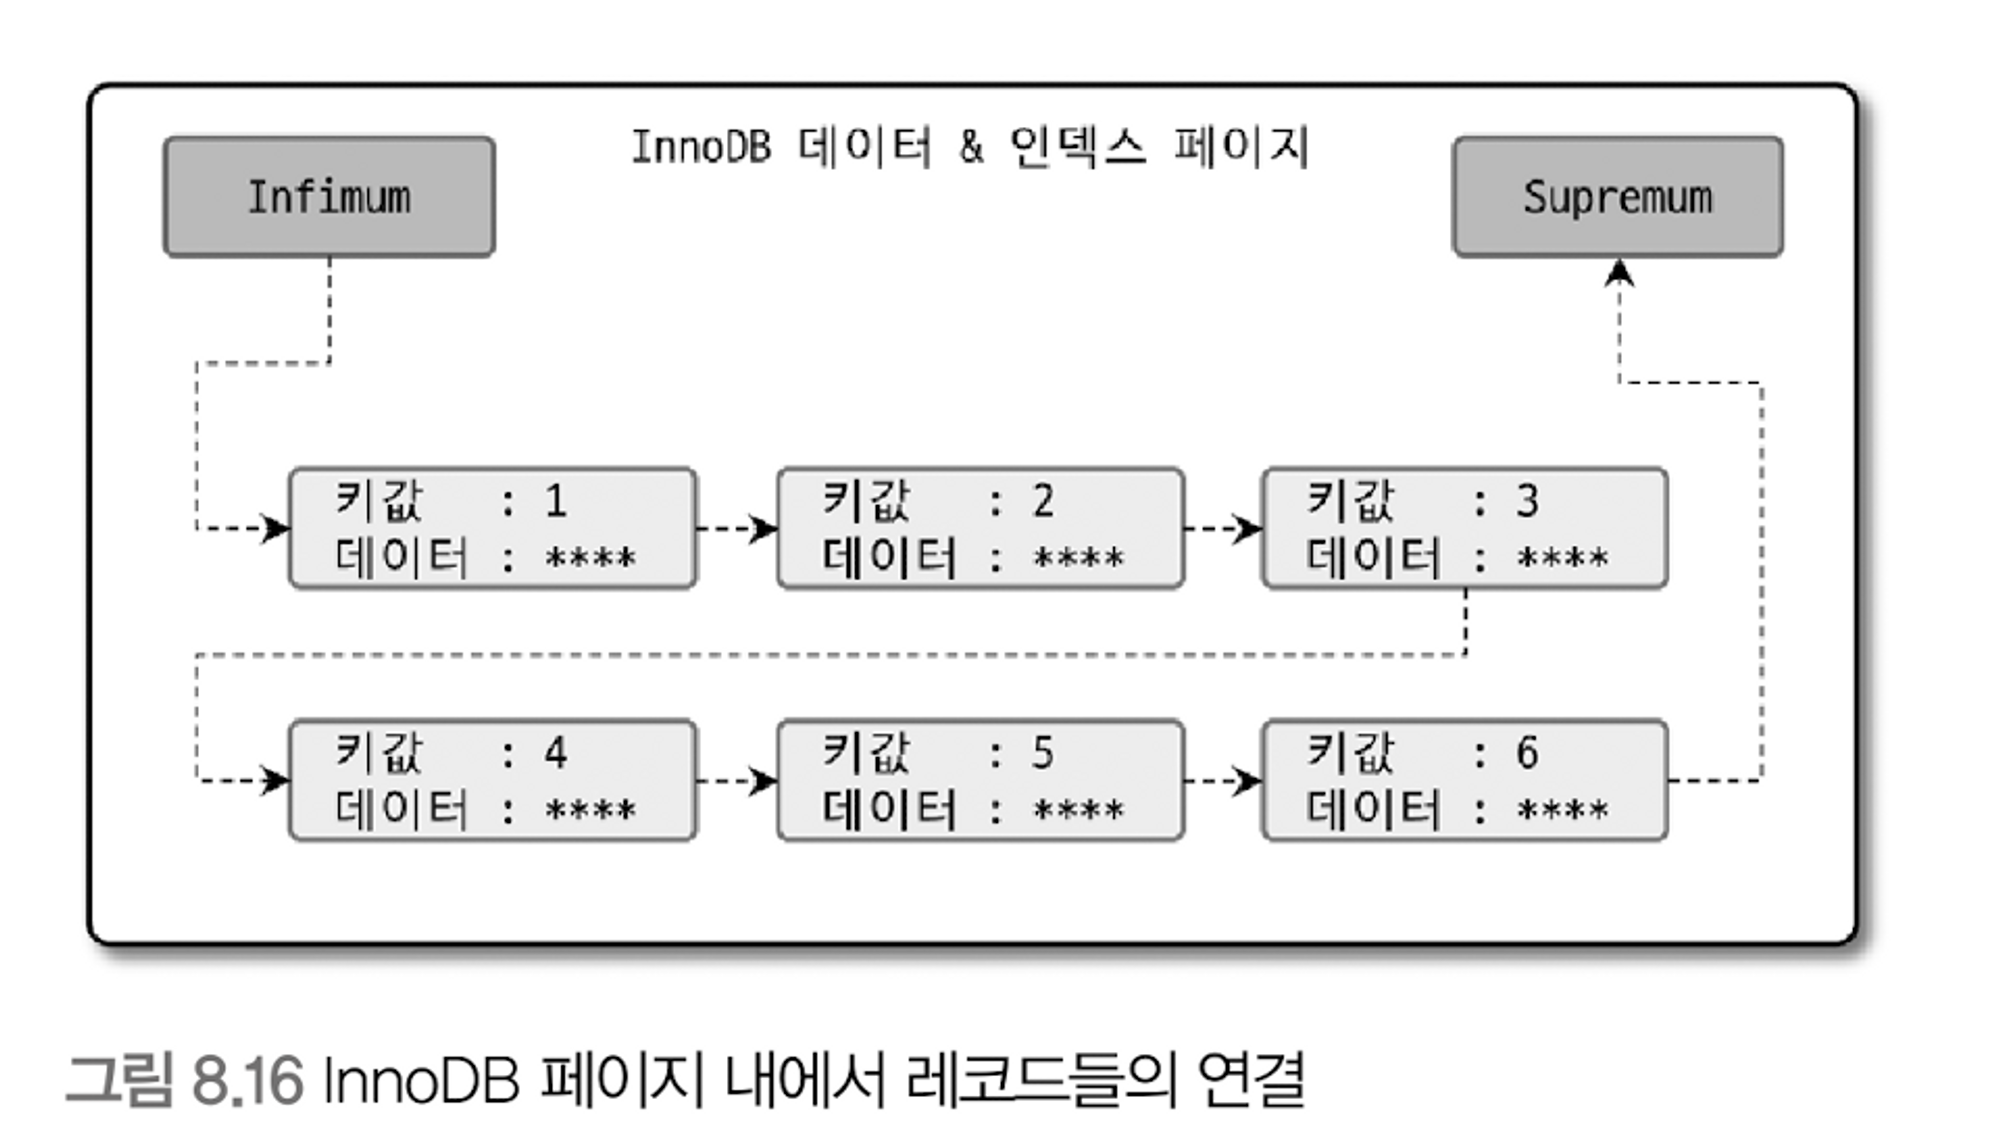 InnoDB 데이터 & 인덱스 페이지
Infimum
Supremum
키값 : 1
데이터 : ****
키값 : 2
데이터 : ****
키값 : 3
데이터 : ****
키값 : 4
데이터 : ****
키값 : 5
데이터 : ****
키값 : 6
데이터 : ****
그림 8.16 InnoDB 페이지 내에서 레코드들의 연결